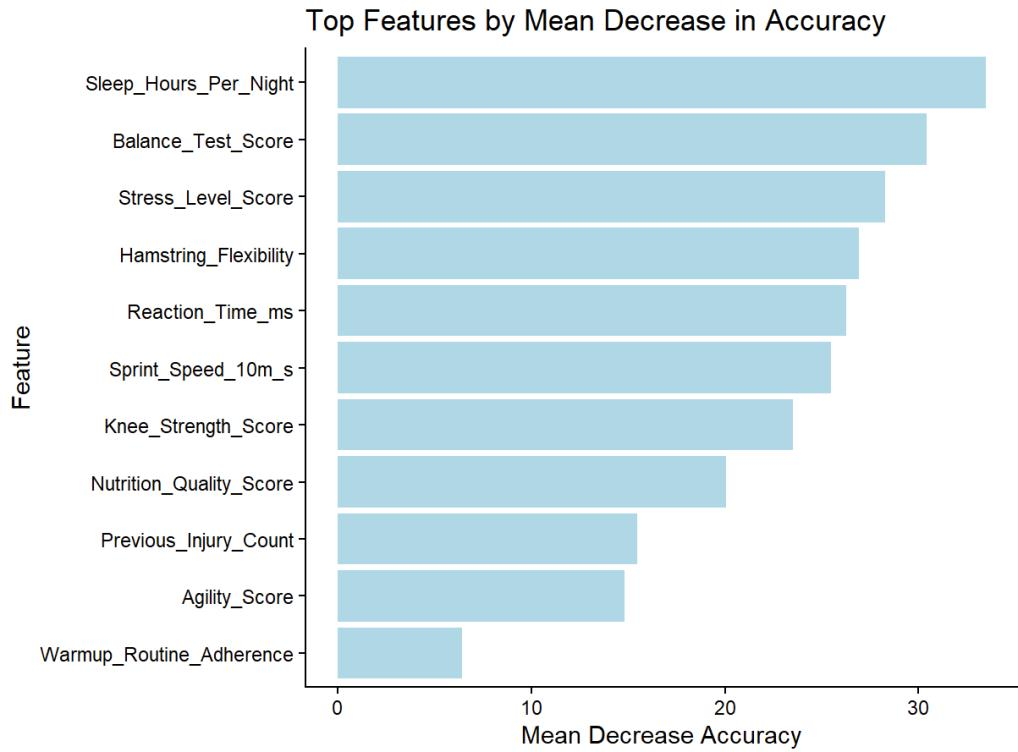 Top Features by Mean Decrease in Accuracy
Feature
Sleep_Hours_Per_Night
Balance_Test_Score
Stress_Level_Score
Hamstring_Flexibility
Reaction_Time_ms
Sprint_Speed_10m_s
Knee_Strength_Score
Nutrition_Quality_Score
Previous_Injury_Count
Agility_Score
Warmup_Routine_Adherence
0 10 20 30
Mean Decrease Accuracy